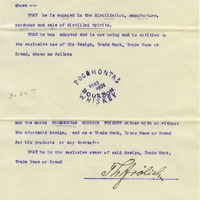 above ---
THAT he is engaged in the distillation, manufacture,
purchase and sale of Distilled Spirits.
THAT he has adopted and is now using and is entitled to
the exclusive use of the Design, Trade Mark, Trade Name or
Brand, shown as follows
POCOHONTAS
HAND MADE
BOURBON
WHISKEY
and the words POCOHONTAS BOURBON WHISKEY either with or without
the aforesaid design, and as a Trade Mark, Trade Name or Brand
for his products or any thereof--
THAT he is the exclusive owner of said Design, Trade Mark,
Trade Name or Brand